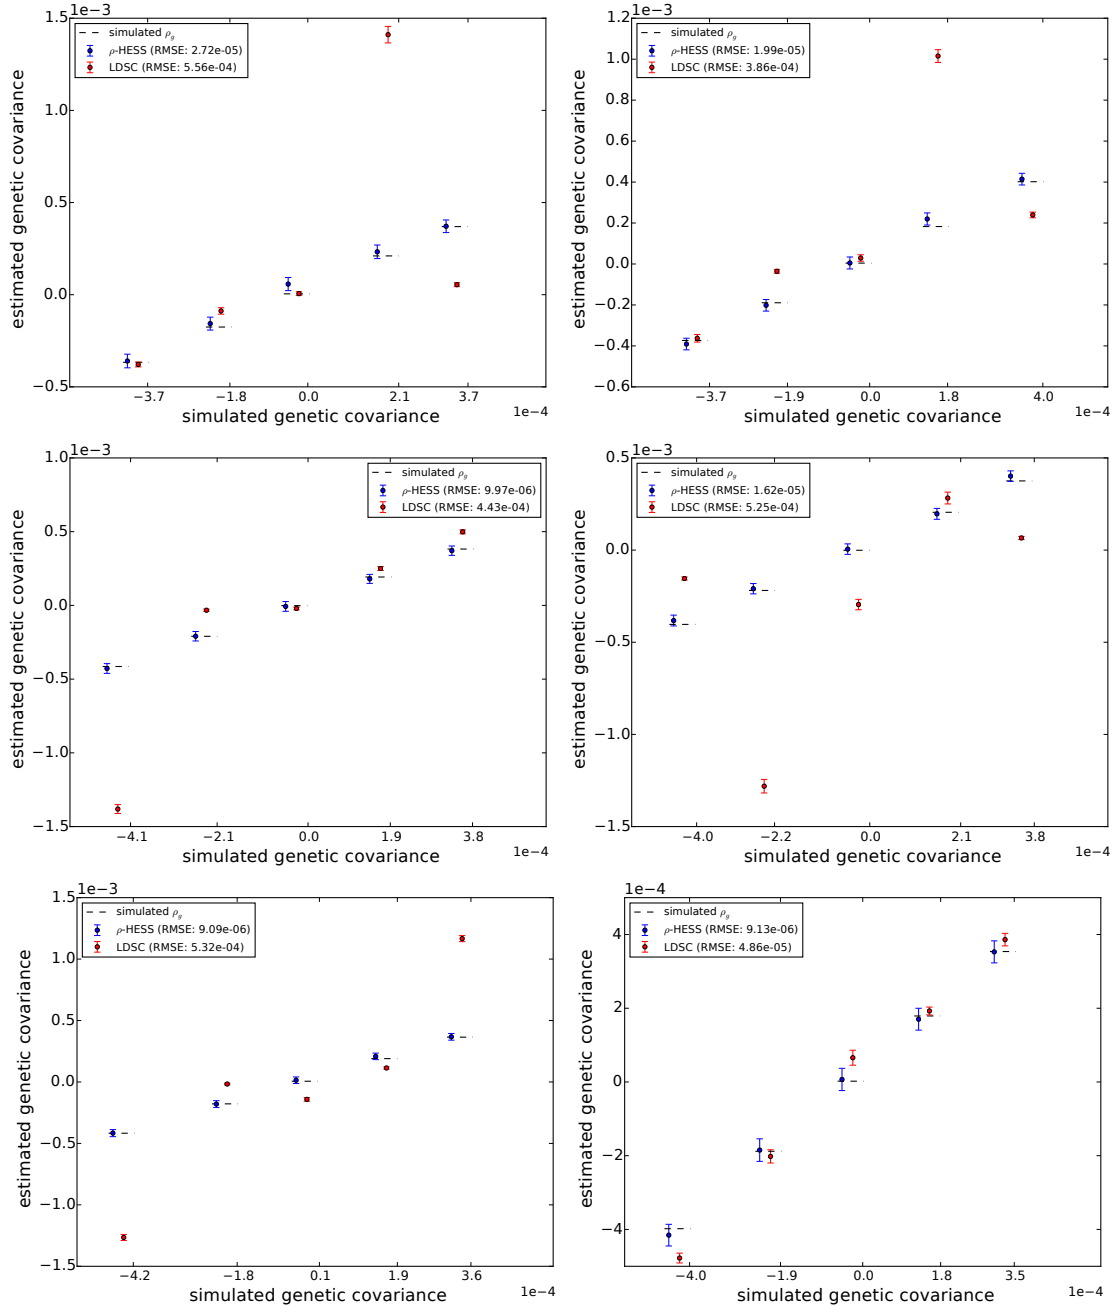 1e−3
simulated ρg
ρ-HESS (RMSE: 2.72e-05)
LDSC (RMSE: 5.56e-04)
estimated genetic covariance
1.5
1.0
0.5
0.0
−0.5
−3.7 −1.8 0.0 2.1 3.7
simulated genetic covariance
1e−4
1e−3
simulated ρg
ρ-HESS (RMSE: 1.99e-05)
LDSC (RMSE: 3.86e-04)
estimated genetic covariance
1.2
1.0
0.8
0.6
0.4
0.2
0.0
−0.2
−0.4
−0.6
−3.7 −1.9 0.0 1.8 4.0
simulated genetic covariance
1e−4
1e−3
simulated ρg
ρ-HESS (RMSE: 9.97e-06)
LDSC (RMSE: 4.43e-04)
estimated genetic covariance
1.0
0.5
0.0
−0.5
−1.0
−1.5
−4.1 −2.1 0.0 1.9 3.8
simulated genetic covariance
1e−4
1e−3
simulated ρg
ρ-HESS (RMSE: 1.62e-05)
LDSC (RMSE: 5.25e-04)
estimated genetic covariance
0.5
0.0
−0.5
−1.0
−1.5
−4.0 −2.2 0.0 2.1 3.8
simulated genetic covariance
1e−4
1e−3
simulated ρg
ρ-HESS (RMSE: 9.09e-06)
LDSC (RMSE: 5.32e-04)
estimated genetic covariance
1.5
1.0
0.5
0.0
−0.5
−1.0
−1.5
−4.2 −1.8 0.1 1.9 3.6
simulated genetic covariance
1e−4
1e−4
simulated ρg
ρ-HESS (RMSE: 9.13e-06)
LDSC (RMSE: 4.86e-05)
estimated genetic covariance
4
2
0
−2
−4
−4.0 −1.9 0.0 1.8 3.5
simulated genetic covariance
1e−4